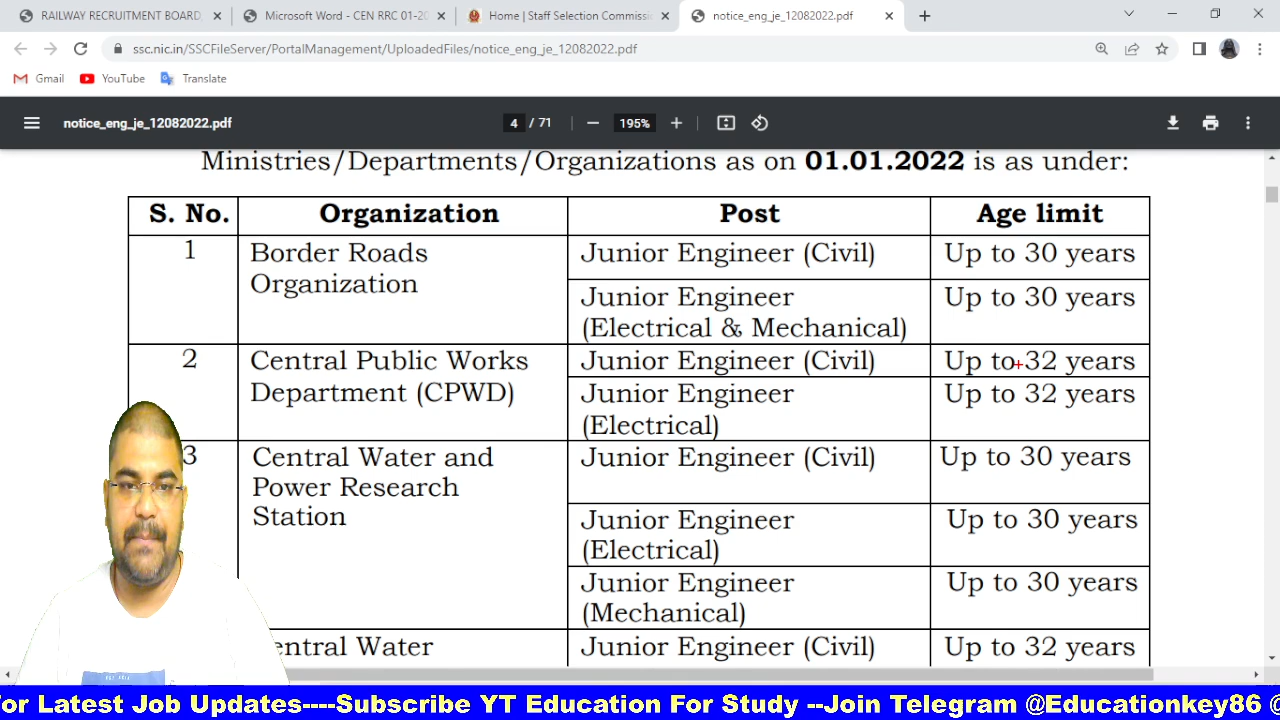 RAILWAY RECRUITMENT BOARD,
Microsoft Word - CEN RRC 01-20
Home | Staff Selection Commissi
notice_eng_je_12082022.pdf
ssc.nic.in/SSCFileServer/PortalManagement/UploadedFiles/notice_eng_je_12082022.pdf
Gmail
YouTube
Translate
notice_eng_je_12082022.pdf
4 / 71
195%
Ministries/Departments/Organizations as on 01.01.2022 is as under:
S. No. Organization Post Age limit
1 Border Roads Junior Engineer (Civil) Up to 30 years
Organization
Junior Engineer Up to 30 years
(Electrical & Mechanical)
2 Central Public Works Junior Engineer (Civil) Up to 32 years
Department (CPWD) Junior Engineer Up to 32 years
(Electrical)
3 Central Water and Junior Engineer (Civil) Up to 30 years
Power Research
Station
Junior Engineer Up to 30 years
(Electrical)
Junior Engineer Up to 30 years
(Mechanical)
entral Water Junior Engineer (Civil) Up to 32 years
or Latest Job Updates----Subscribe YT Education For Study --Join Telegram @Educationkey86 @